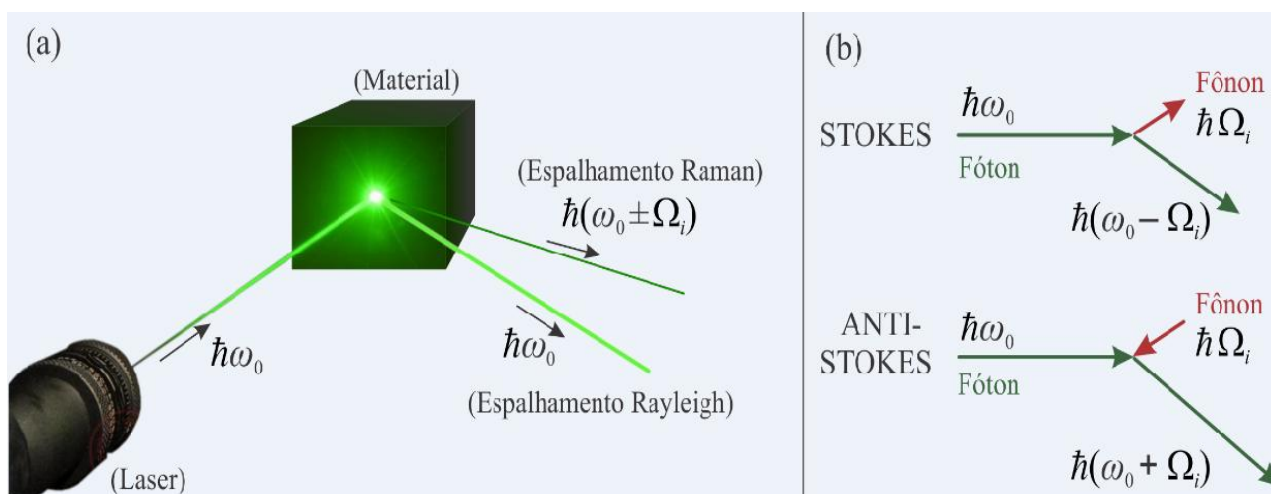 (a)
(Material)
(Espalhamento Raman)
ℏ(ω₀±Ωᵢ)
ℏω₀
ℏω₀
(Espalhamento Rayleigh)
(Laser)
(b)
STOKES
ℏω₀
Fóton
Fônon
ℏΩᵢ
ℏ(ω₀−Ωᵢ)
ANTI-
STOKES
ℏω₀
Fóton
Fônon
ℏΩᵢ
ℏ(ω₀+Ωᵢ)